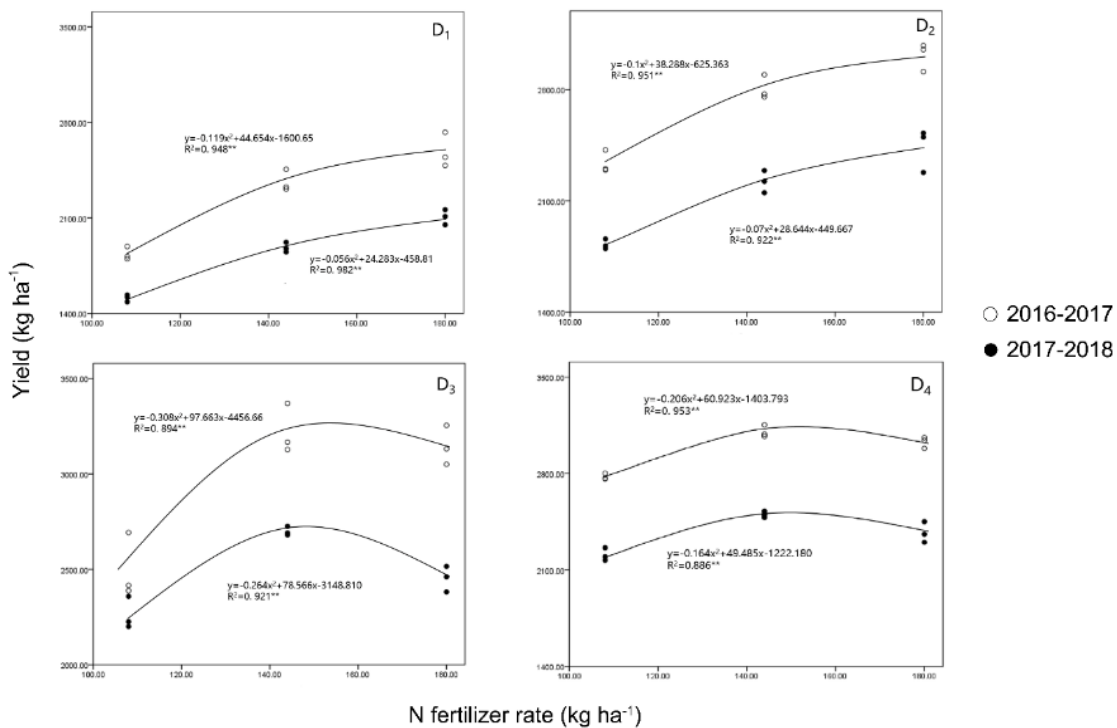 Yield (kg ha⁻¹)
D₁
3500.00
2800.00
2100.00
1400.00
y=-0.119x²+44.654x-1600.65
R²=0. 948**
y=-0.056x²+24.283x-458.81
R²=0. 982**
100.00 120.00 140.00 160.00 180.00
D₂
2800.00
2100.00
1400.00
y=-0.1x²+38.288x-625.363
R²=0. 951**
y=-0.07x²+28.644x-449.667
R²=0. 922**
100.00 120.00 140.00 160.00 180.00
○ 2016-2017
● 2017-2018
D₃
3500.00
3000.00
2500.00
2000.00
y=-0.308x²+97.663x-4456.66
R²=0. 894**
y=-0.264x²+78.566x-3148.810
R²=0. 921**
100.00 120.00 140.00 160.00 180.00
D₄
3500.00
2800.00
2100.00
1400.00
y=-0.206x²+60.923x-1403.793
R²=0. 953**
y=-0.164x²+49.485x-1222.180
R²=0.886**
100.00 120.00 140.00 160.00 180.00
N fertilizer rate (kg ha⁻¹)